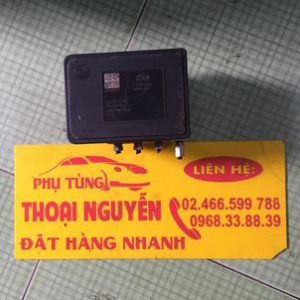 PHỤ TÙNG
THOẠI NGUYỄN
ĐẶT HÀNG NHANH
LIÊN HỆ:
02.466.599 788
0968.33.88.39